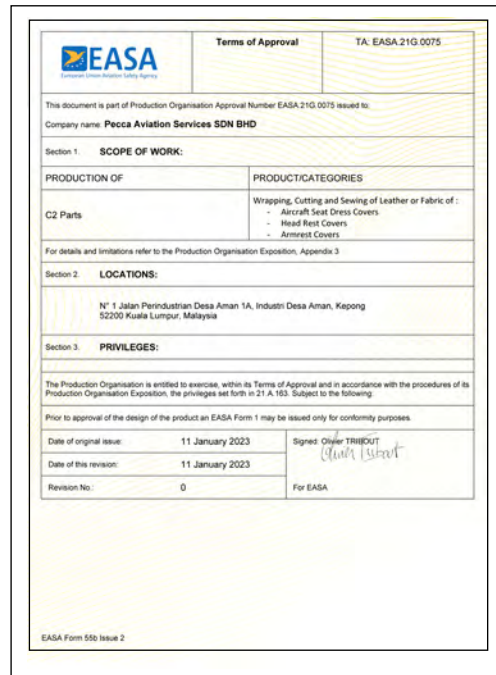 EASA
European Union Aviation Safety Agency
Terms of Approval
TA: EASA.21G.0075
This document is part of Production Organisation Approval Number EASA.21G.0075 issued to:
Company name: Pecca Aviation Services SDN BHD
Section 1. SCOPE OF WORK:
PRODUCTION OF
PRODUCT/CATEGORIES
C2 Parts
Wrapping, Cutting and Sewing of Leather or Fabric of :
- Aircraft Seat Dress Covers
- Head Rest Covers
- Armrest Covers
For details and limitations refer to the Production Organisation Exposition, Appendix 3
Section 2. LOCATIONS:
N° 1 Jalan Perindustrian Desa Aman 1A, Industri Desa Aman, Kepong
52200 Kuala Lumpur, Malaysia
Section 3. PRIVILEGES:
The Production Organisation is entitled to exercise, within its Terms of Approval and in accordance with the procedures of its
Production Organisation Exposition, the privileges set forth in 21.A.163. Subject to the following:
Prior to approval of the design of the product an EASA Form 1 may be issued only for conformity purposes.
Date of original issue: 11 January 2023
Signed: Olivier TRIBOUT
Date of this revision: 11 January 2023
Revision No.: 0
For EASA
EASA Form 55b Issue 2